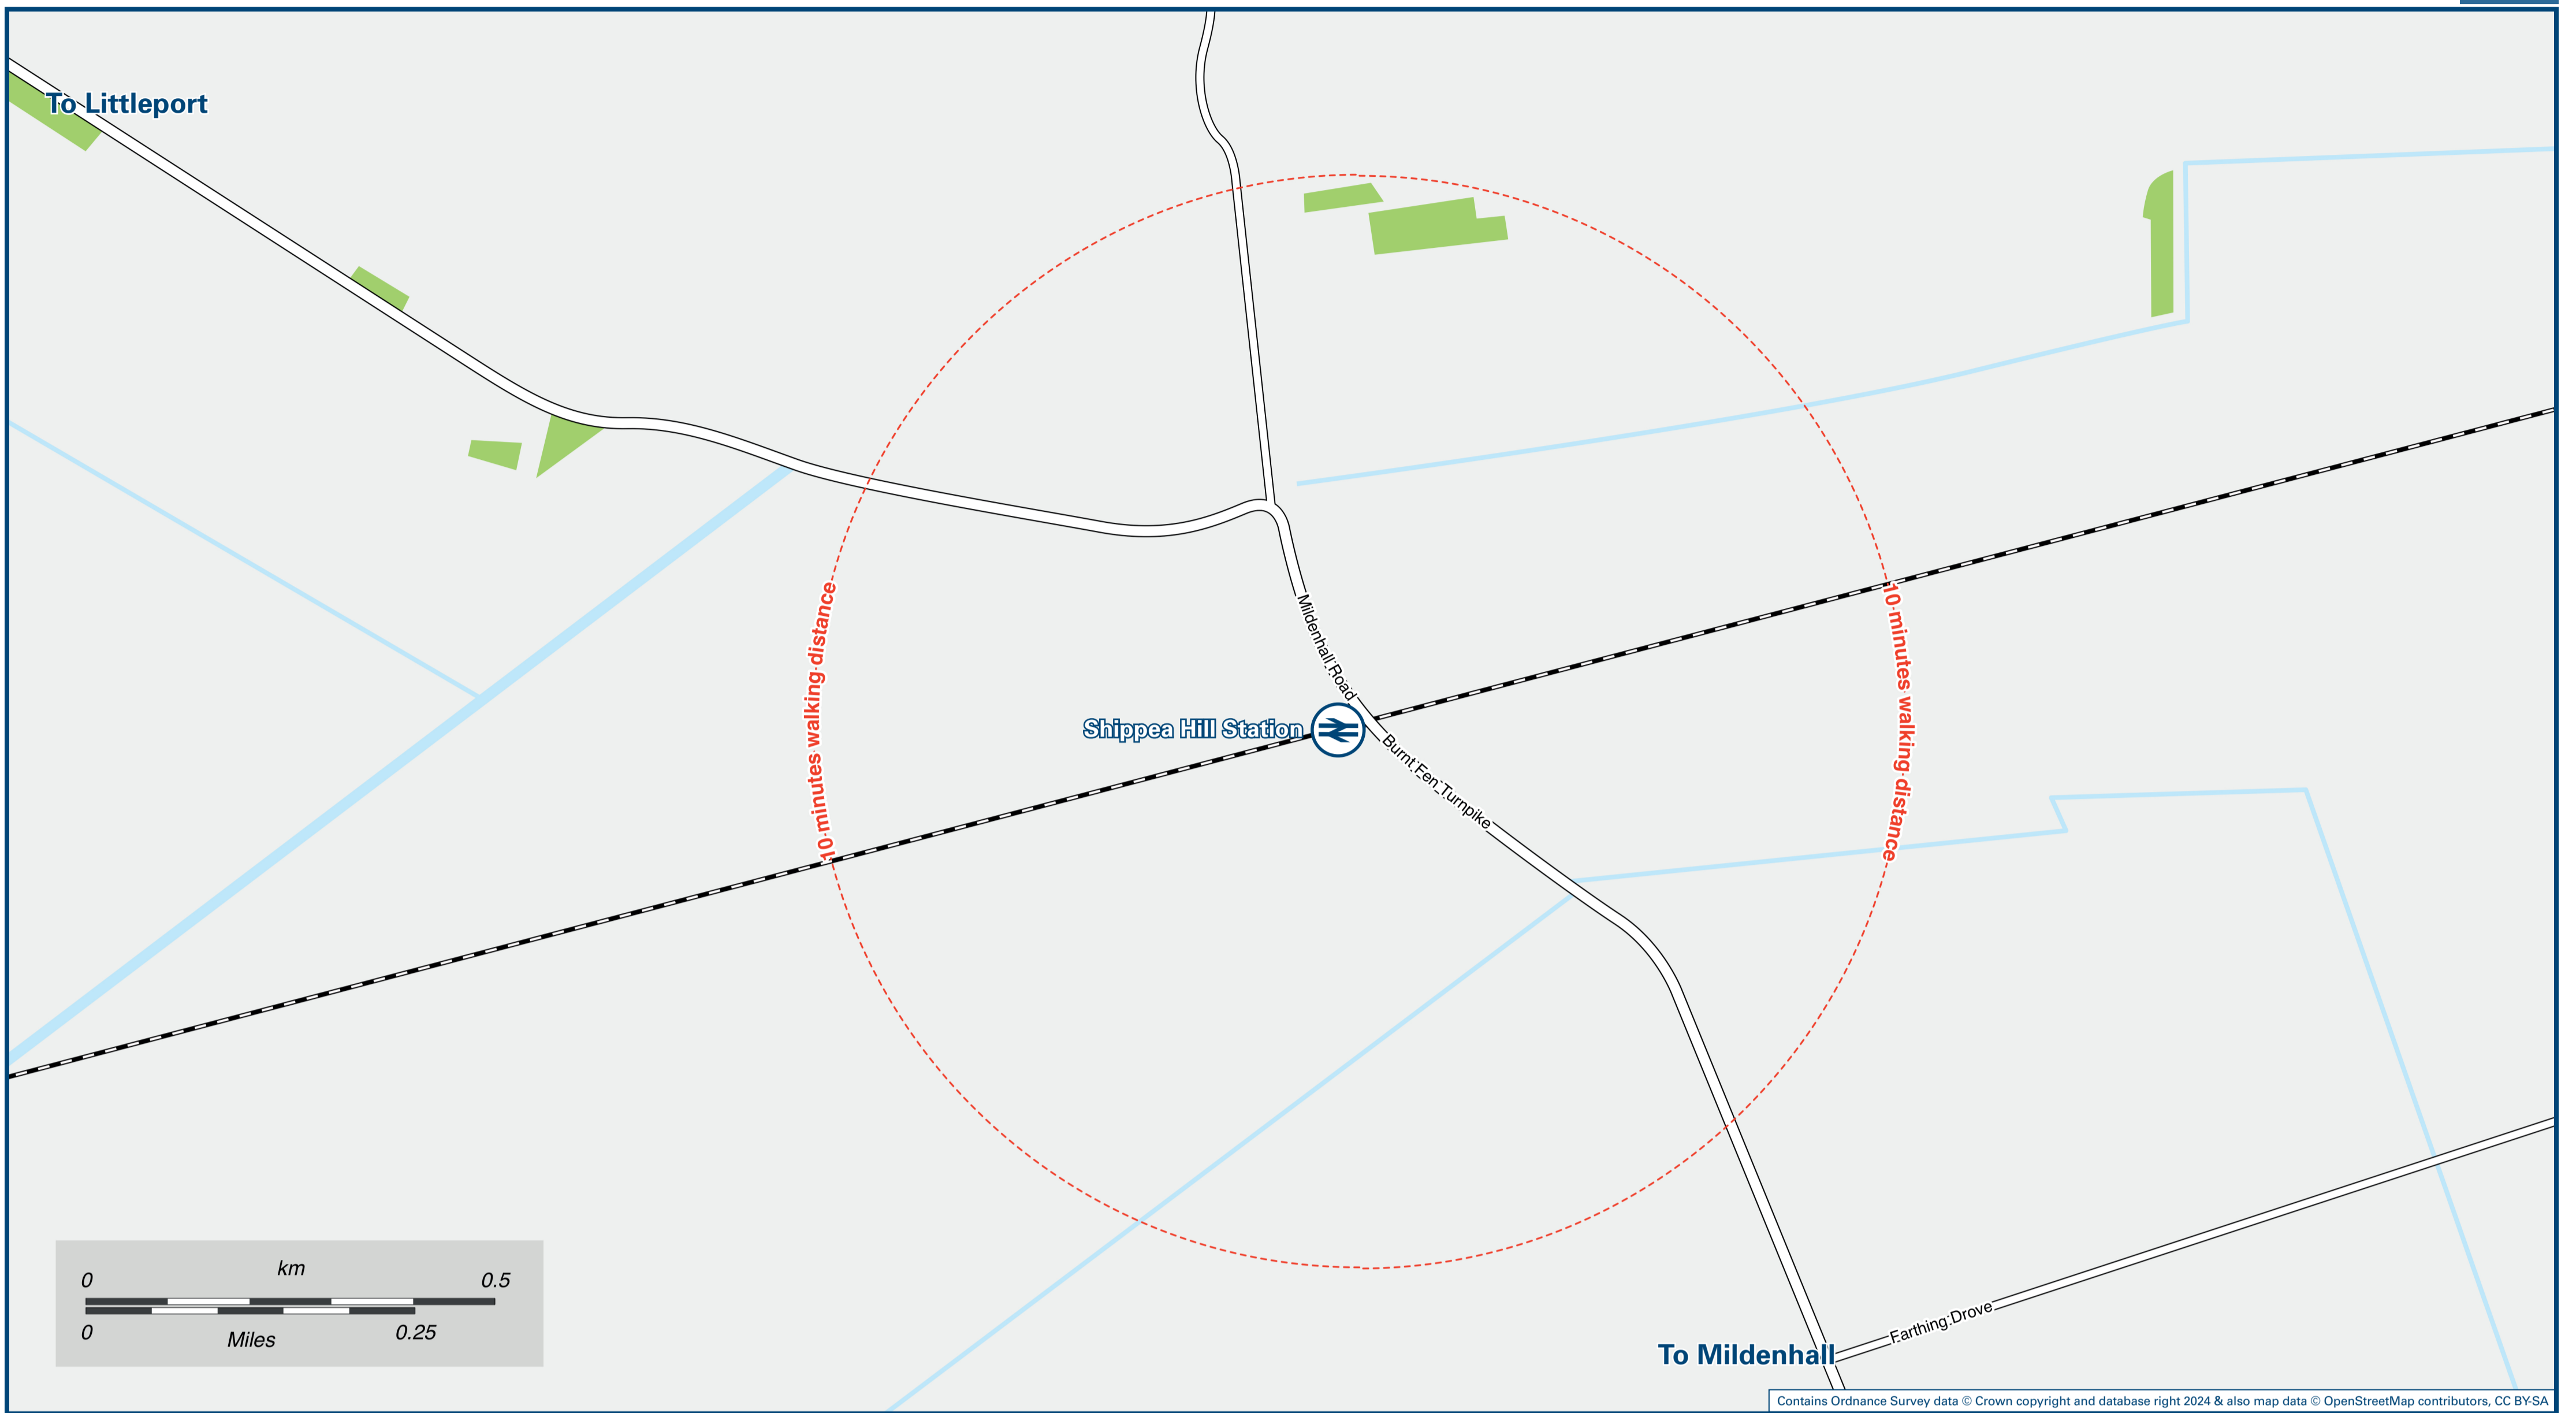 To Littleport
10 minutes walking distance
10 minutes walking distance
Mildenhall Road
Shippea Hill Station
Burnt Fen Turnpike
km
0 0.5
0 0.25
Miles
Farthing Drove
To Mildenhall
Contains Ordnance Survey data © Crown copyright and database right 2024 & also map data © OpenStreetMap contributors, CC BY-SA